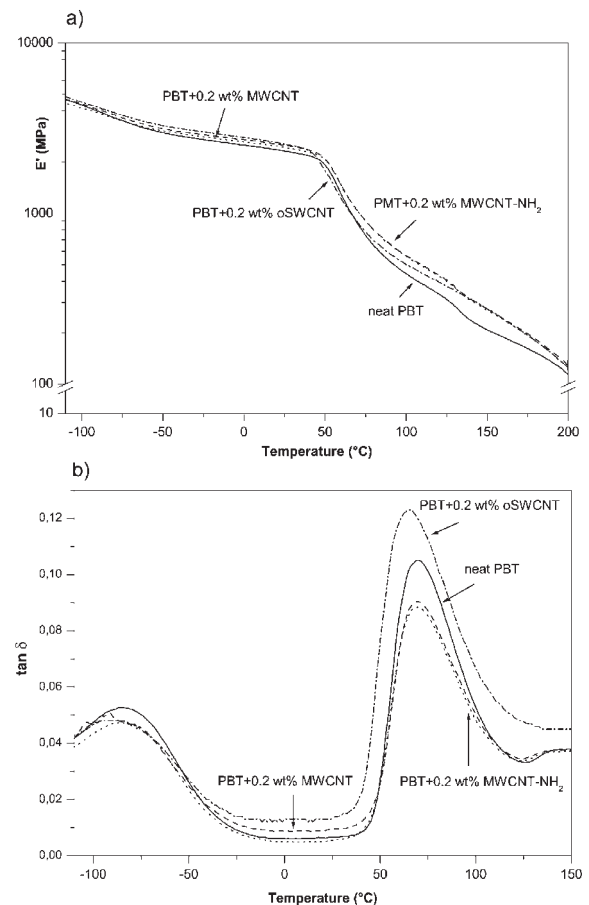 a)
10000
PBT+0.2 wt% MWCNT
E' (MPa)
1000
PBT+0.2 wt% oSWCNT
PMT+0.2 wt% MWCNT-NH₂
neat PBT
100
10
-100 -50 0 50 100 150 200
Temperature (°C)
b)
PBT+0.2 wt% oSWCNT
0,12
neat PBT
0,10
0,08
tan δ
0,06
0,04
PBT+0.2 wt% MWCNT
PBT+0.2 wt% MWCNT-NH₂
0,02
0,00
-100 -50 0 50 100 150
Temperature (°C)